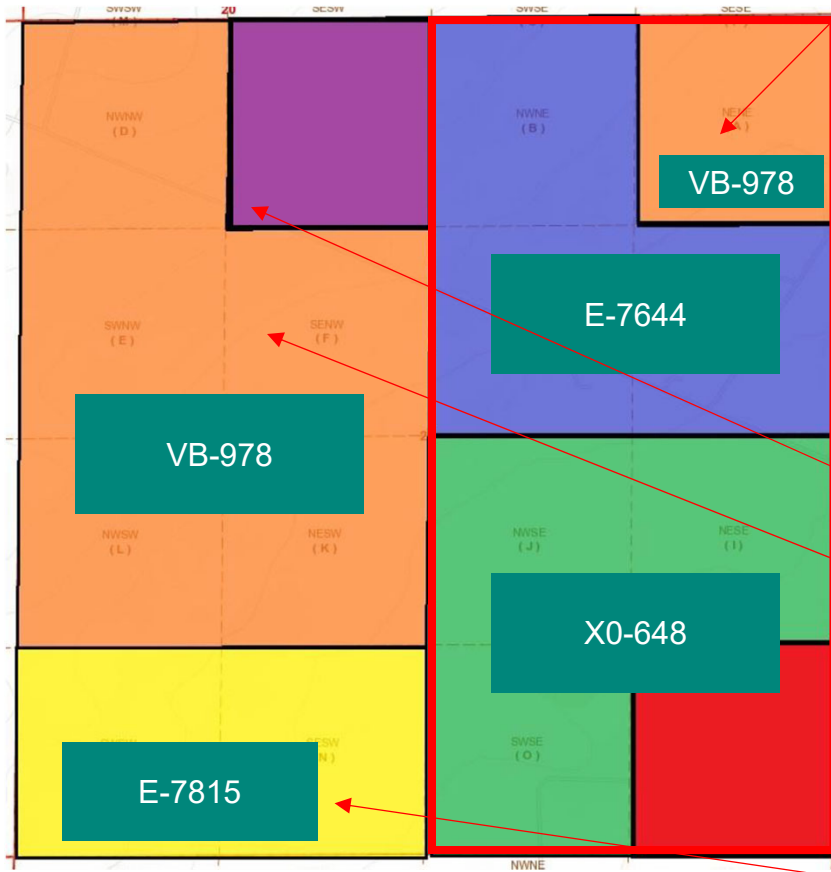 SWSW
20
SESW
SWSE
SESE
NWNW
(D)
NWNE
(B)
VB-978
E-7644
SWNW
(E)
SENW
(F)
VB-978
NWSW
(L)
NESW
(K)
NWSE
(J)
NESE
(I)
X0-648
SWSE
(O)
E-7815
NWNE